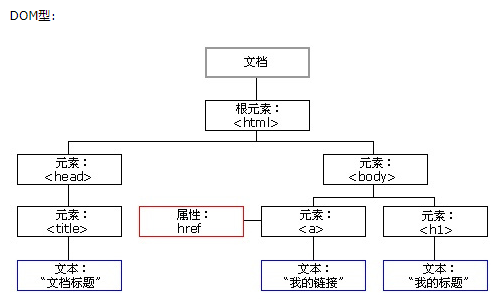 DOM型:
文档
根元素：
<html>
元素：
<head>
元素：
<body>
元素：
<title>
属性：
href
元素：
<a>
元素：
<h1>
文本：
“文档标题”
文本：
“我的链接”
文本：
“我的标题”